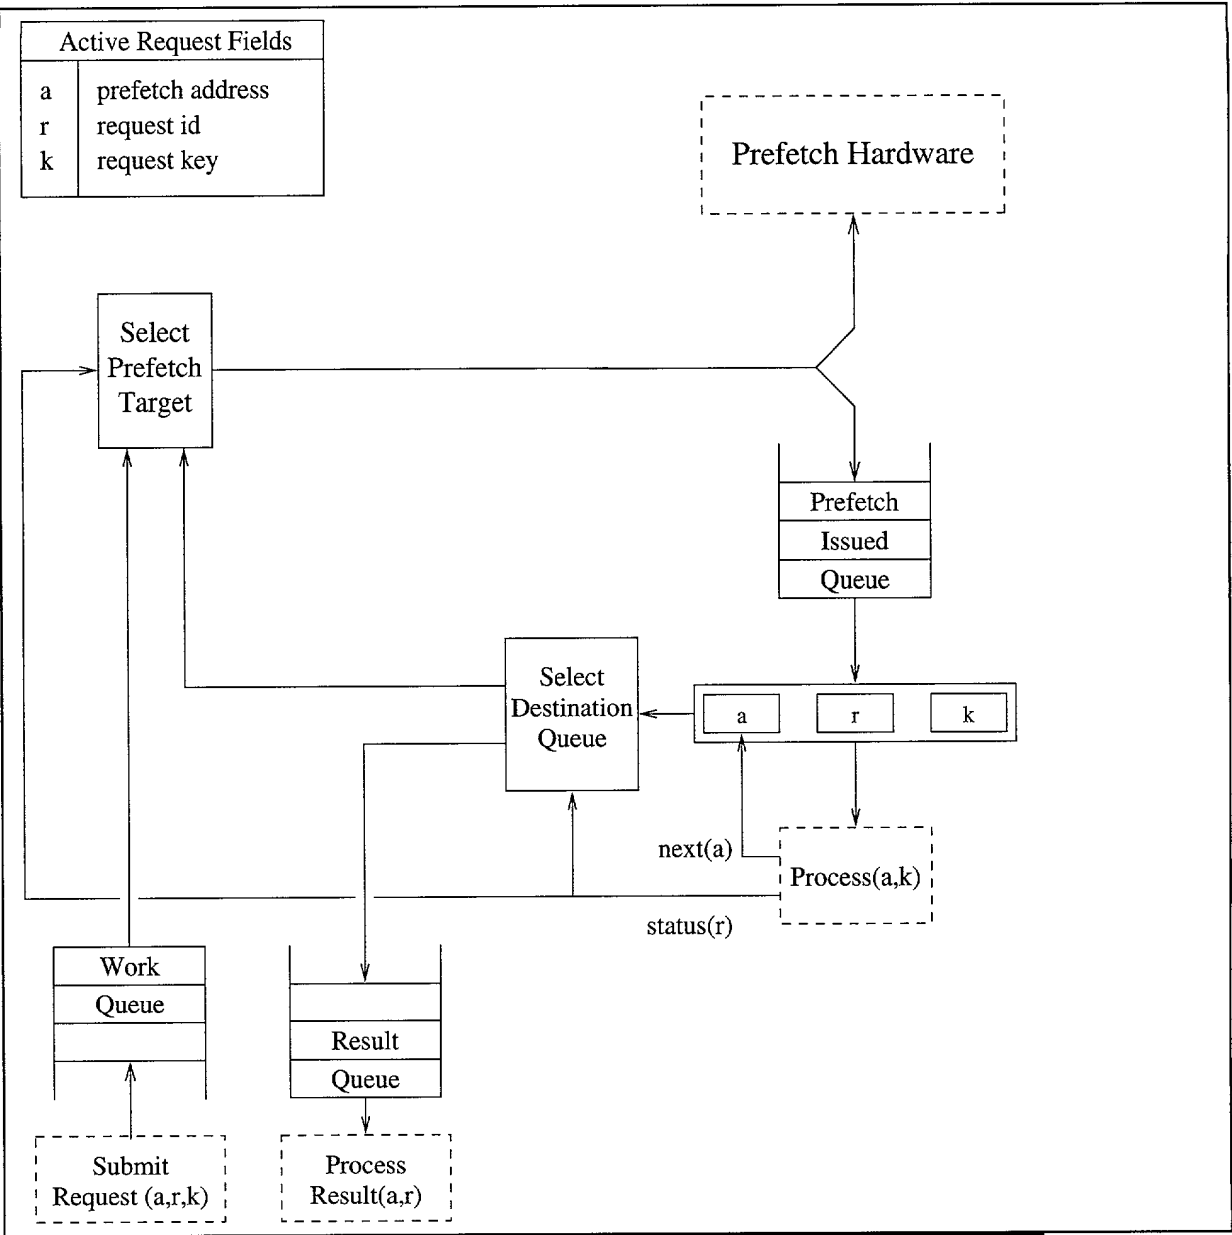 Active Request Fields
a prefetch address
r request id
k request key
Prefetch Hardware
Select
Prefetch
Target
Prefetch
Issued
Queue
Select
Destination
Queue
a r k
next(a)
Process(a,k)
status(r)
Work
Queue
Result
Queue
Submit
Request (a,r,k)
Process
Result(a,r)